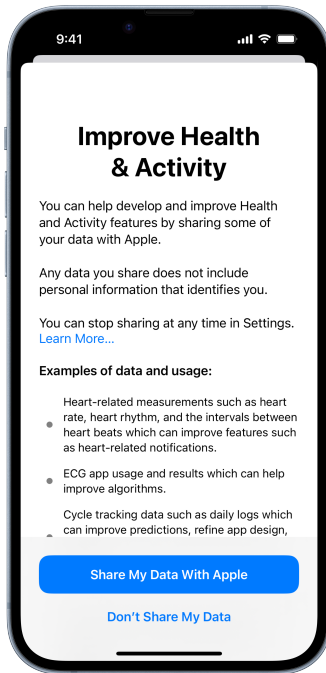 9:41
Improve Health
& Activity
You can help develop and improve Health
and Activity features by sharing some of
your data with Apple.
Any data you share does not include
personal information that identifies you.
You can stop sharing at any time in Settings.
Learn More...
Examples of data and usage:
Heart-related measurements such as heart
rate, heart rhythm, and the intervals between
heart beats which can improve features such
as heart-related notifications.
ECG app usage and results which can help
improve algorithms.
Cycle tracking data such as daily logs which
can improve predictions, refine app design,
Share My Data With Apple
Don’t Share My Data